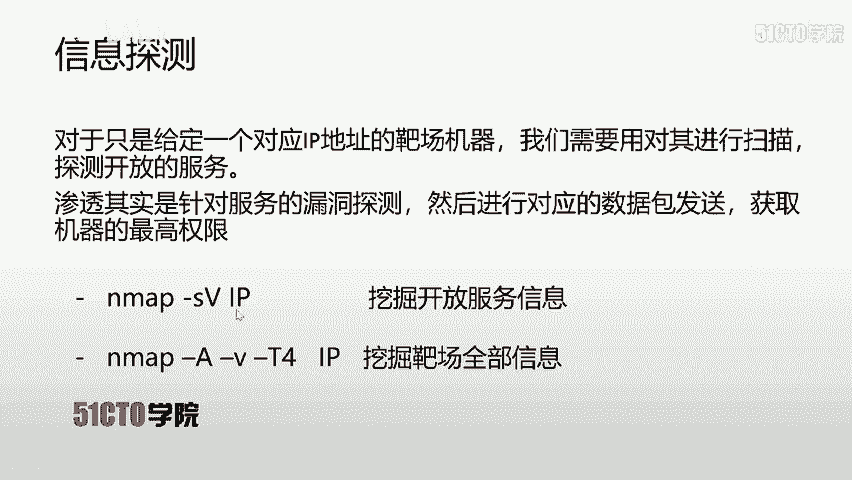 信息探测
51CTO学院
对于只是给定一个对应IP地址的靶场机器，我们需要用对其进行扫描，
探测开放的服务。
渗透其实是针对服务的漏洞探测，然后进行对应的数据包发送，获取
机器的最高权限
- nmap -sV IP 挖掘开放服务信息
- nmap –A –v –T4 IP 挖掘靶场全部信息
51CTO学院